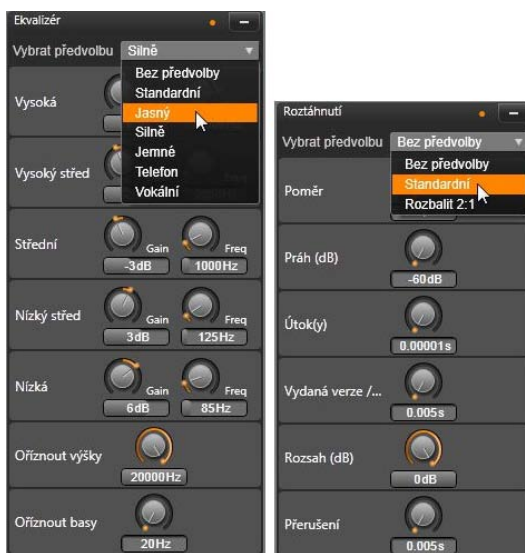 Ekvalizér
Vybrat předvolbu Silně
Bez předvolby
Standardní
Jasný
Silně
Jemné
Telefon
Vokální
Vysoká
Vysoký střed
Střední Gain Freq
-3dB 1000Hz
Nízký střed Gain Freq
3dB 125Hz
Nízká Gain Freq
6dB 85Hz
Oříznout výšky
20000Hz
Oříznout basy
20Hz
Roztáhnutí
Vybrat předvolbu Bez předvolby
Bez předvolby
Standardní
Rozbalit 2:1
Poměr
Práh (dB)
-60dB
Útok(y)
0.00001s
Vydaná verze /...
0.005s
Rozsah (dB)
0dB
Přerušení
0.005s